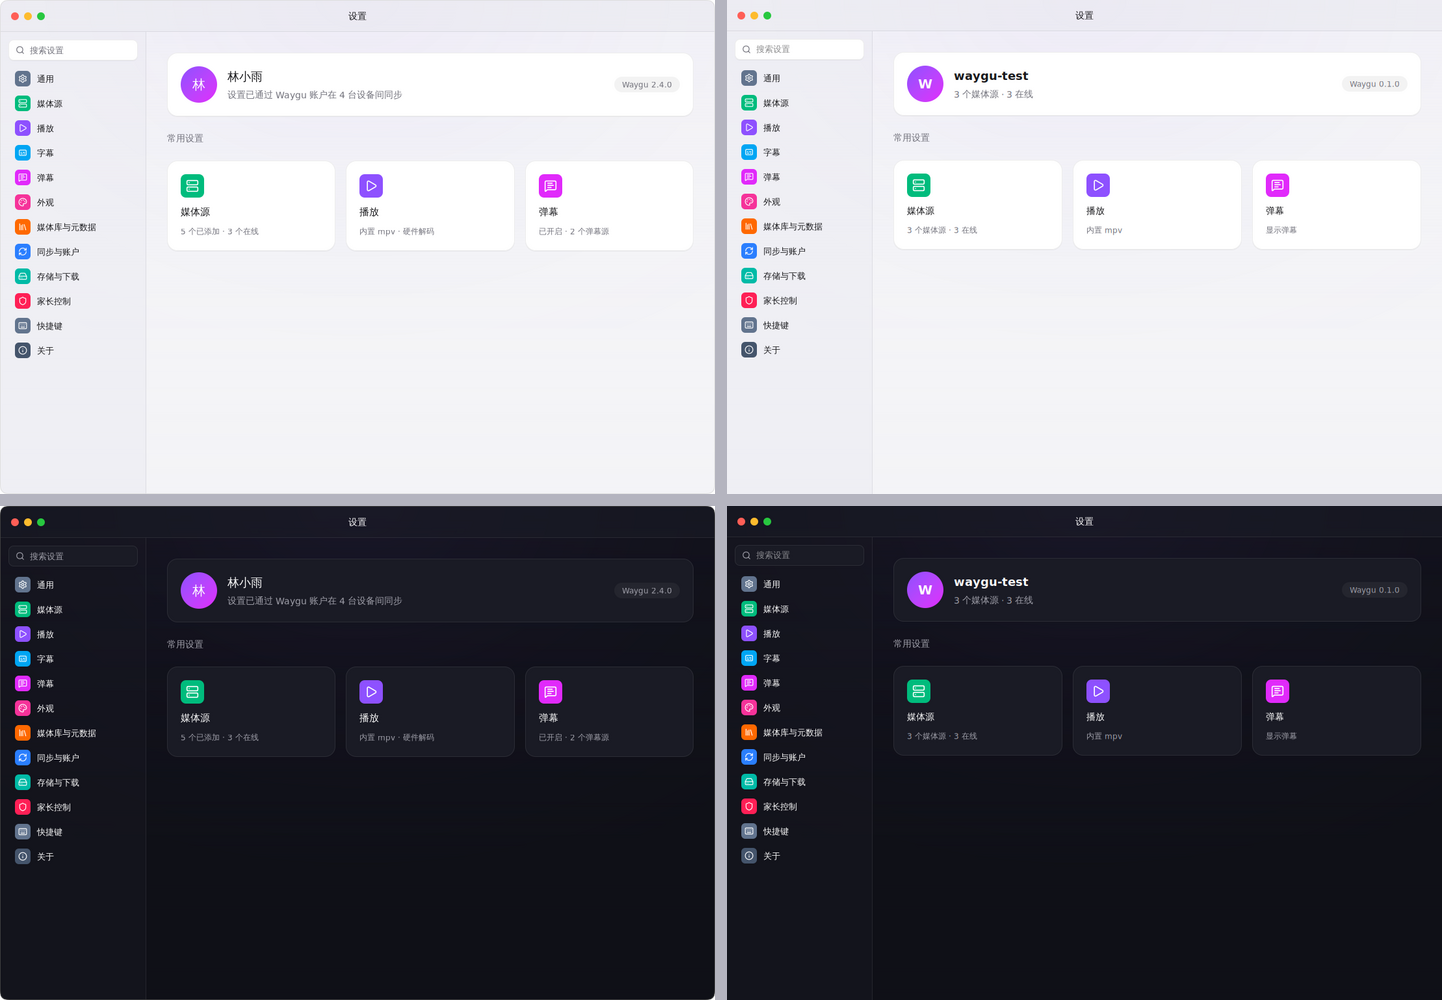 设置
搜索设置
通用
媒体源
播放
字幕
弹幕
外观
媒体库与元数据
同步与账户
存储与下载
家长控制
快捷键
关于
林
林小雨
设置已通过 Waygu 账户在 4 台设备间同步
Waygu 2.4.0
常用设置
媒体源
5 个已添加 · 3 个在线
播放
内置 mpv · 硬件解码
弹幕
已开启 · 2 个弹幕源
设置
搜索设置
通用
媒体源
播放
字幕
弹幕
外观
媒体库与元数据
同步与账户
存储与下载
家长控制
快捷键
关于
W
waygu-test
3 个媒体源 · 3 在线
Waygu 0.1.0
常用设置
媒体源
3 个媒体源 · 3 在线
播放
内置 mpv
弹幕
显示弹幕
设置
搜索设置
通用
媒体源
播放
字幕
弹幕
外观
媒体库与元数据
同步与账户
存储与下载
家长控制
快捷键
关于
林
林小雨
设置已通过 Waygu 账户在 4 台设备间同步
Waygu 2.4.0
常用设置
媒体源
5 个已添加 · 3 个在线
播放
内置 mpv · 硬件解码
弹幕
已开启 · 2 个弹幕源
设置
搜索设置
通用
媒体源
播放
字幕
弹幕
外观
媒体库与元数据
同步与账户
存储与下载
家长控制
快捷键
关于
W
waygu-test
3 个媒体源 · 3 在线
Waygu 0.1.0
常用设置
媒体源
3 个媒体源 · 3 在线
播放
内置 mpv
弹幕
显示弹幕